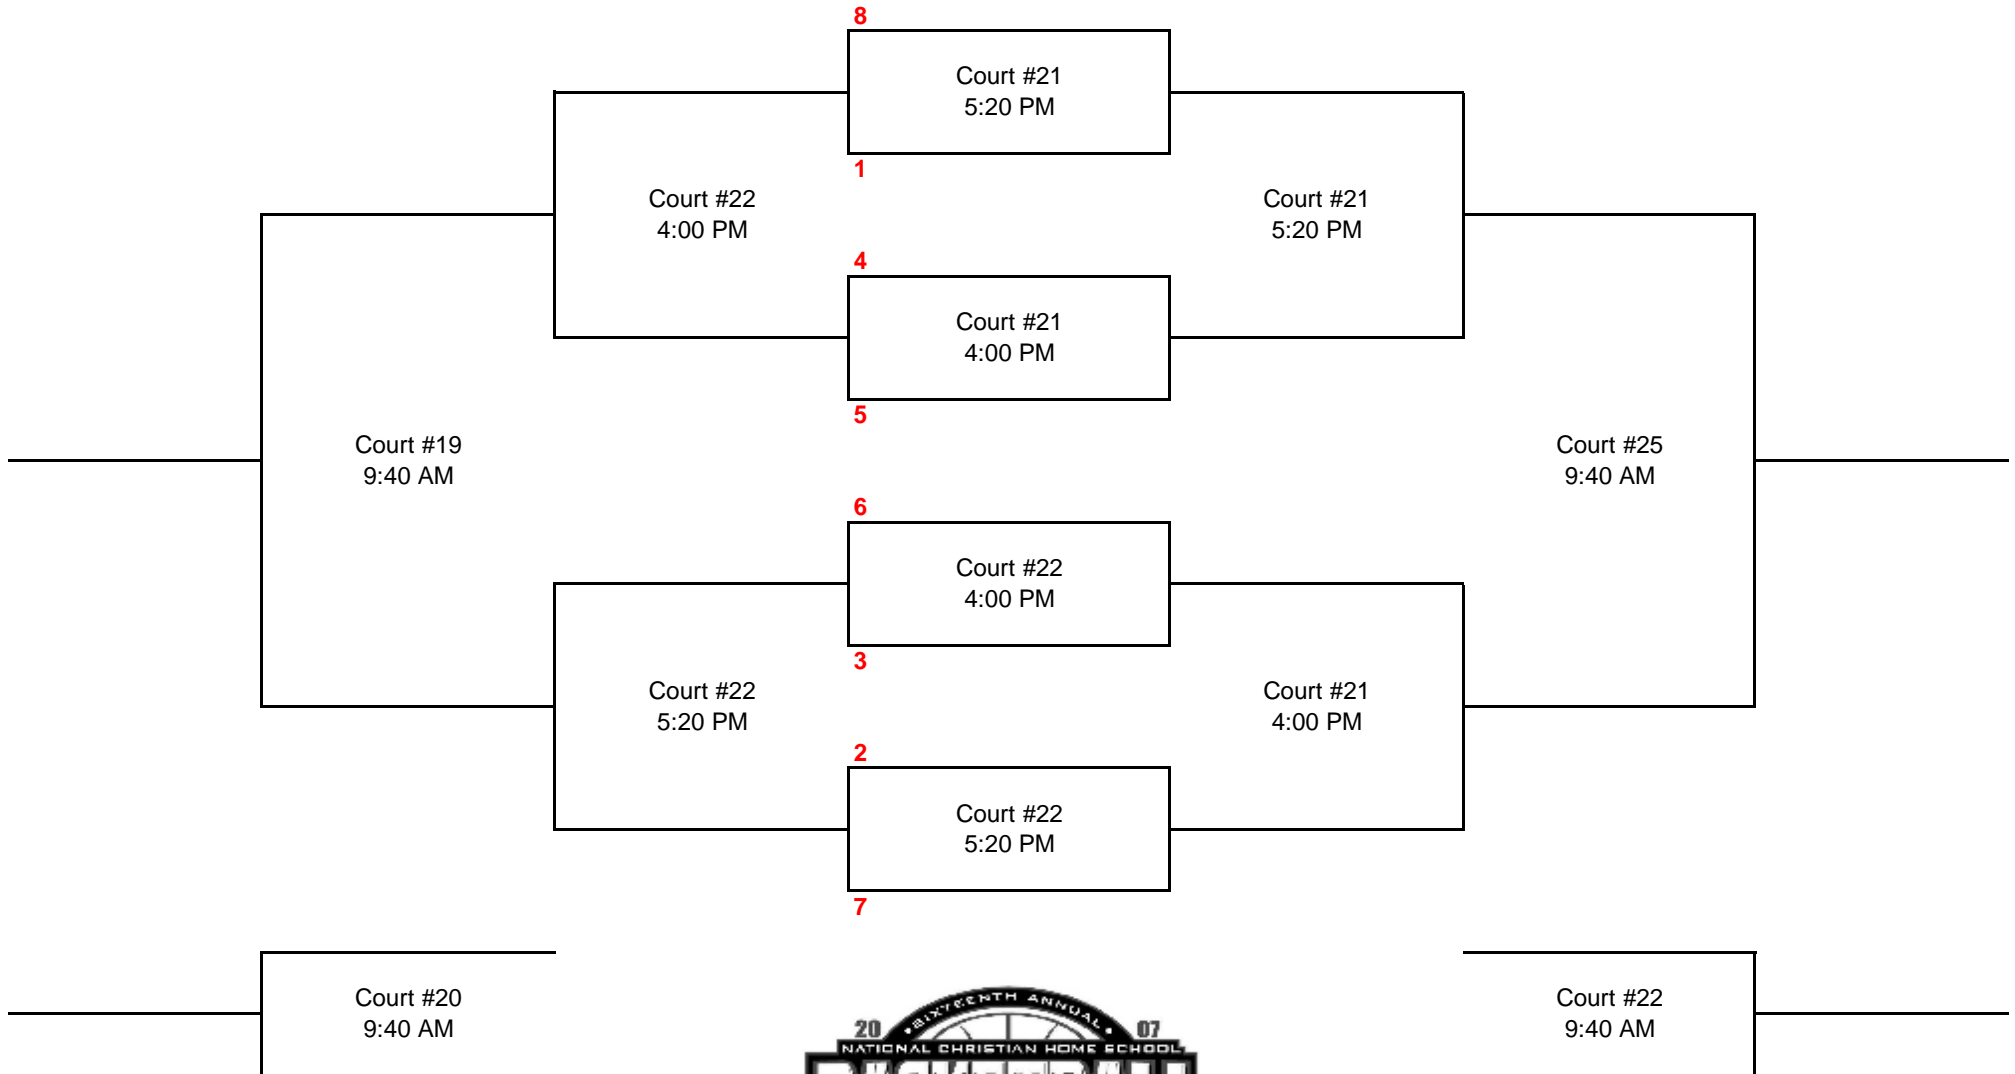 8
Court #21
5:20 PM
1
Court #22
4:00 PM
Court #21
5:20 PM
4
Court #21
4:00 PM
5
Court #19
9:40 AM
Court #25
9:40 AM
6
Court #22
4:00 PM
3
Court #22
5:20 PM
Court #21
4:00 PM
2
Court #22
5:20 PM
7
Court #20
9:40 AM
Court #22
9:40 AM
SIXTEENTH ANNUAL
20 07
NATIONAL CHRISTIAN HOME SCHOOL